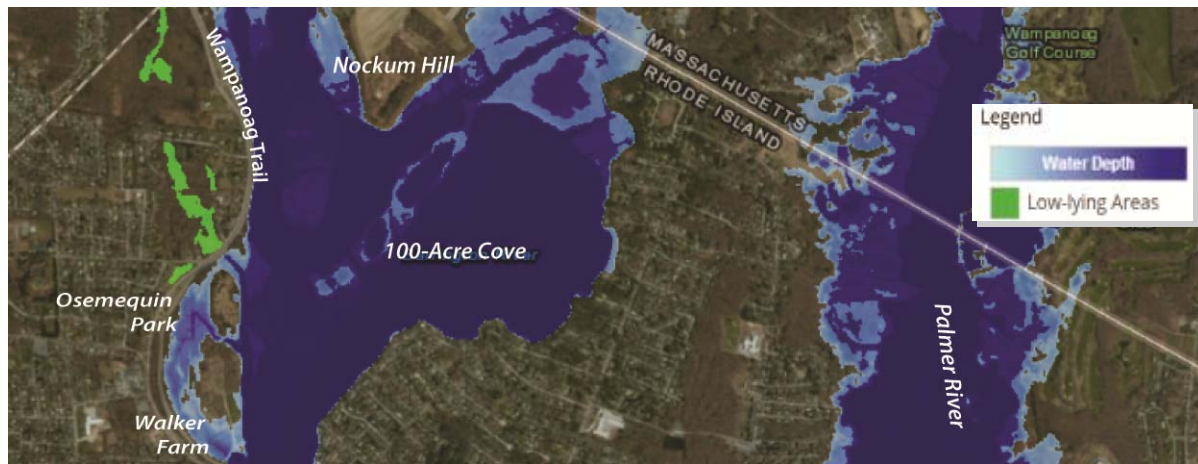 Wampanoag Trail
Nockum Hill
MASSACHUSETTS
RHODE ISLAND
Wampanoag
Golf Course
Legend
Water Depth
Low-lying Areas
100-Acre Cove
Osemequin
Park
Palmer River
Walker
Farm